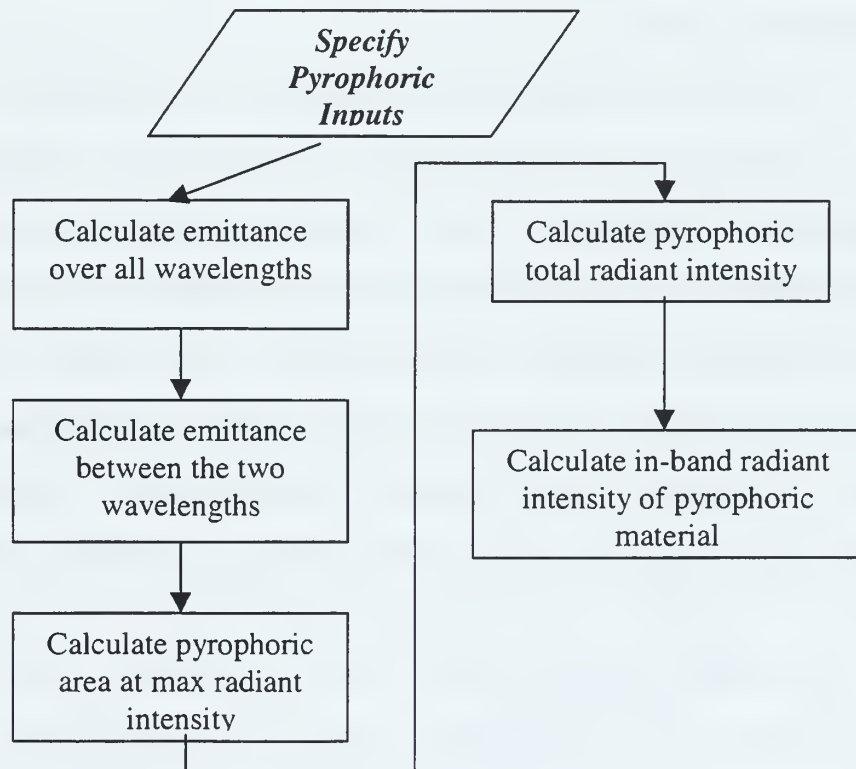 Specify
Pyrophoric
Inputs
Calculate emittance
over all wavelengths
Calculate emittance
between the two
wavelengths
Calculate pyrophoric
area at max radiant
intensity
Calculate pyrophoric
total radiant intensity
Calculate in-band radiant
intensity of pyrophoric
material